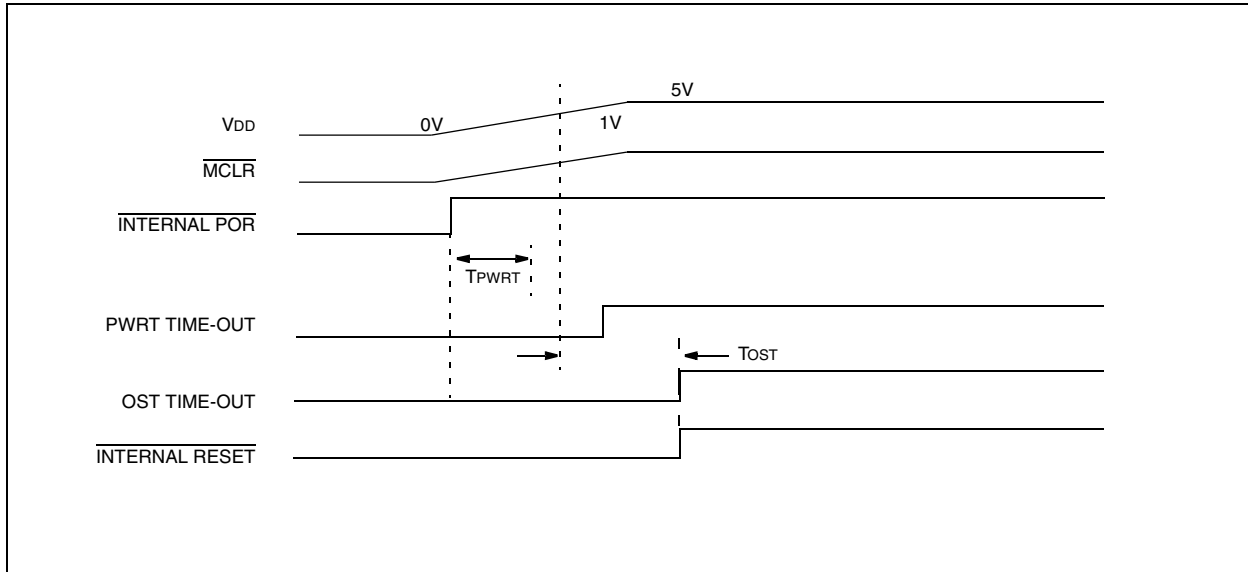 5V
VDD 0V 1V
MCLR
INTERNAL POR
TPWRT
PWRT TIME-OUT
TOST
OST TIME-OUT
INTERNAL RESET